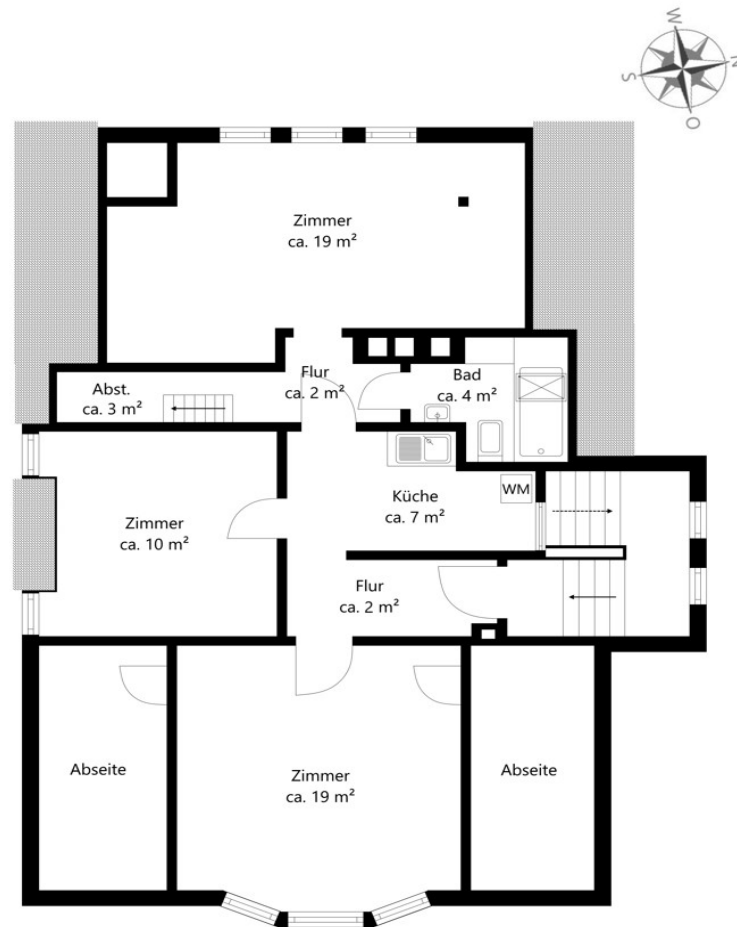 W
N
S
O
Zimmer
ca. 19 m²
Flur
ca. 2 m²
Bad
ca. 4 m²
Abst.
ca. 3 m²
Küche
ca. 7 m²
WM
Zimmer
ca. 10 m²
Flur
ca. 2 m²
Abseite
Zimmer
ca. 19 m²
Abseite